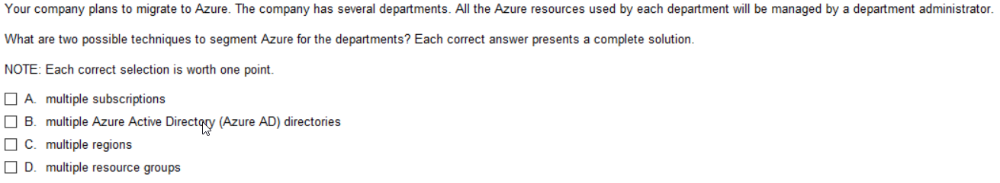 Your company plans to migrate to Azure. The company has several departments. All the Azure resources used by each department will be managed by a department administrator.
What are two possible techniques to segment Azure for the departments? Each correct answer presents a complete solution.
NOTE: Each correct selection is worth one point.
A. multiple subscriptions
B. multiple Azure Active Directory (Azure AD) directories
C. multiple regions
D. multiple resource groups